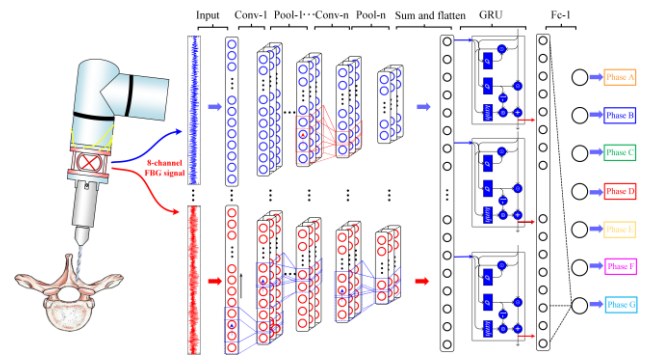 Input Conv-1 Pool-1⋯Conv-n Pool-n Sum and flatten GRU Fc-1
8-channel
FBG signal
Phase A
Phase B
Phase C
Phase D
Phase E
Phase F
Phase G